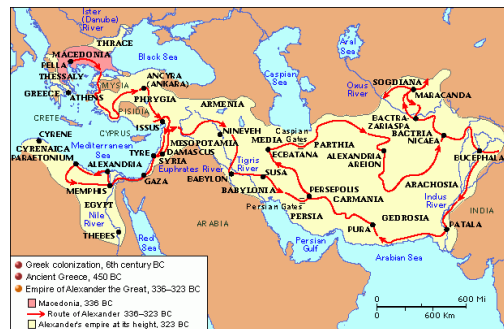 Ister
(Danube)
River
THRACE
MACEDONIA
PELLA
THESSALY
GREECE
ATHENS
MYSIA
PHRYGIA
PISIDIA
ANCYRA
(ANKARA)
Black Sea
Caspian
Sea
Aral
Sea
Oxus
River
SOGDIANA
MARACANDA
BACTRA
ZARIASPA
BACTRIA
NICAEA
BUCEPHALA
ARMENIA
CRETE
CYPRUS
ISSUS
Mediterranean
Sea
CYRENE
CYRENAICA
PARAETONIUM
ALEXANDRIA
MEMPHIS
EGYPT
Nile
River
THEBES
Red
Sea
GAZA
TYRE
DAMASCUS
SYRIA
Euphrates River
MESOPOTAMIA
NINEVEH
Tigris
River
BABYLON
BABYLONIA
MEDIA
ECBATANA
Caspian
Gates
PARTHIA
ALEXANDRIA
AREION
SUSA
Persian Gates
PERSEPOLIS
PERSIA
CARMANIA
ARACHOSIA
GEDROSIA
PURA
Indus
River
INDIA
PATALA
ARABIA
Persian
Gulf
Arabian Sea
Greek colonization, 6th century BC
Ancient Greece, 450 BC
Empire of Alexander the Great, 336–323 BC
Macedonia, 336 BC
Route of Alexander 336–323 BC
Alexander's empire at its height, 323 BC
0 600 Mi
0 600 Km